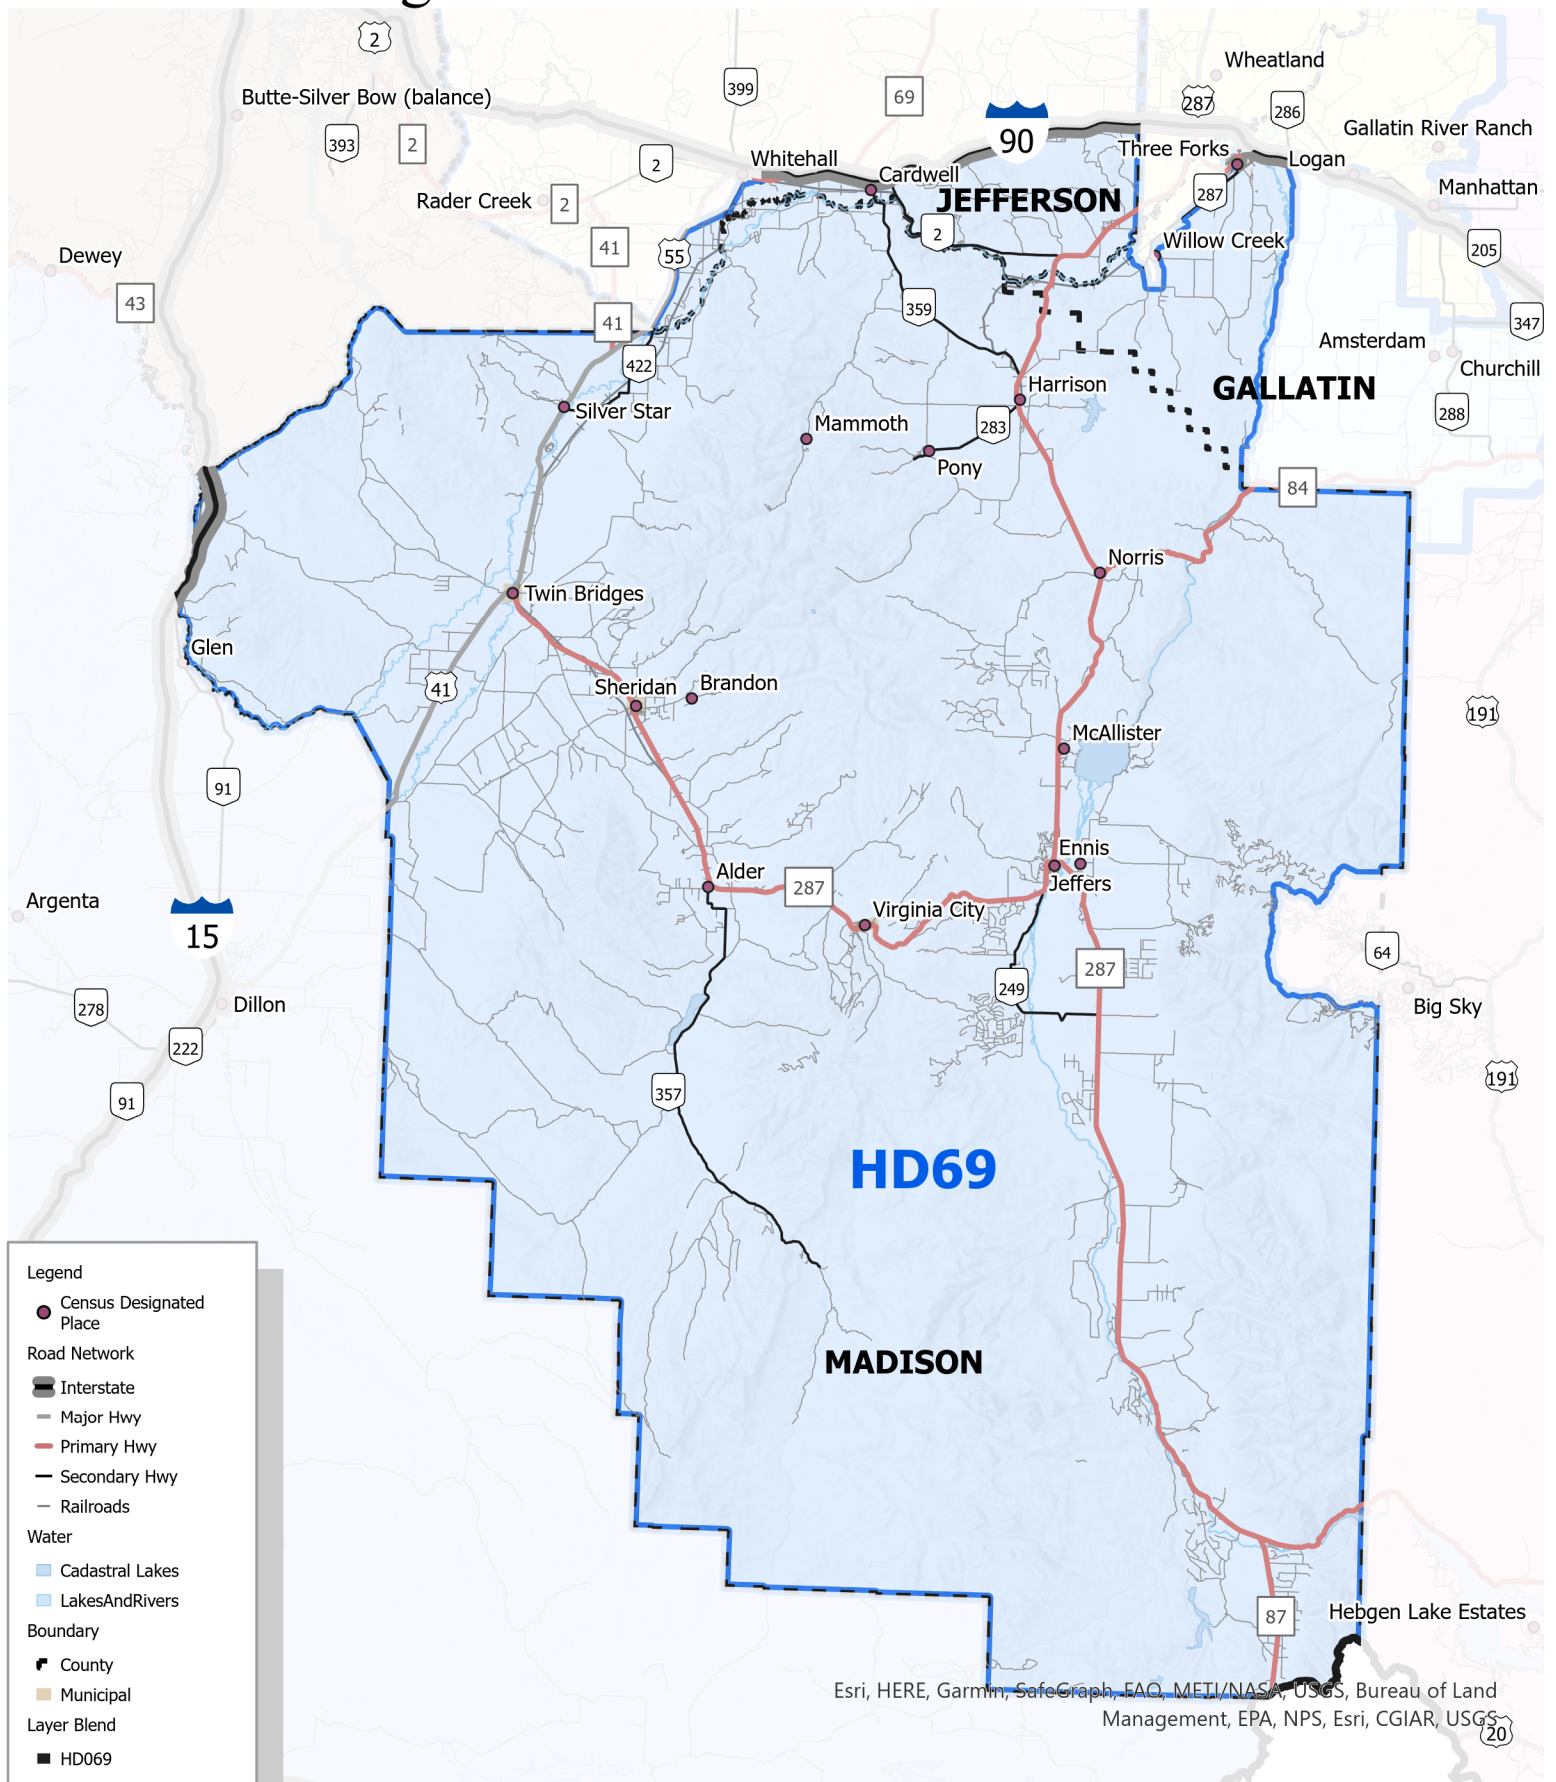 2
Wheatland
399
69
287
286
Butte-Silver Bow (balance)
393
2
90
Gallatin River Ranch
2
Whitehall
Three Forks
Logan
Cardwell
Rader Creek
2
JEFFERSON
287
Manhattan
41
55
2
Willow Creek
205
Dewey
43
359
41
347
422
Amsterdam
Churchill
Harrison
GALLATIN
Silver Star
Mammoth
283
288
Pony
84
Norris
Twin Bridges
Glen
41
Sheridan
Brandon
191
McAllister
91
Ennis
Alder
287
Jeffers
Argenta
Virginia City
15
64
287
249
278
Dillon
Big Sky
222
191
91
357
HD69
MADISON
Legend
Census Designated
Place
Road Network
Interstate
Major Hwy
Primary Hwy
Secondary Hwy
Railroads
Water
Cadastral Lakes
LakesAndRivers
Boundary
County
Municipal
Layer Blend
HD069
87
Hebgen Lake Estates
Esri, HERE, Garmin, SafeGraph, FAO, METI/NASA, USGS, Bureau of Land
Management, EPA, NPS, Esri, CGIAR, USGS
20